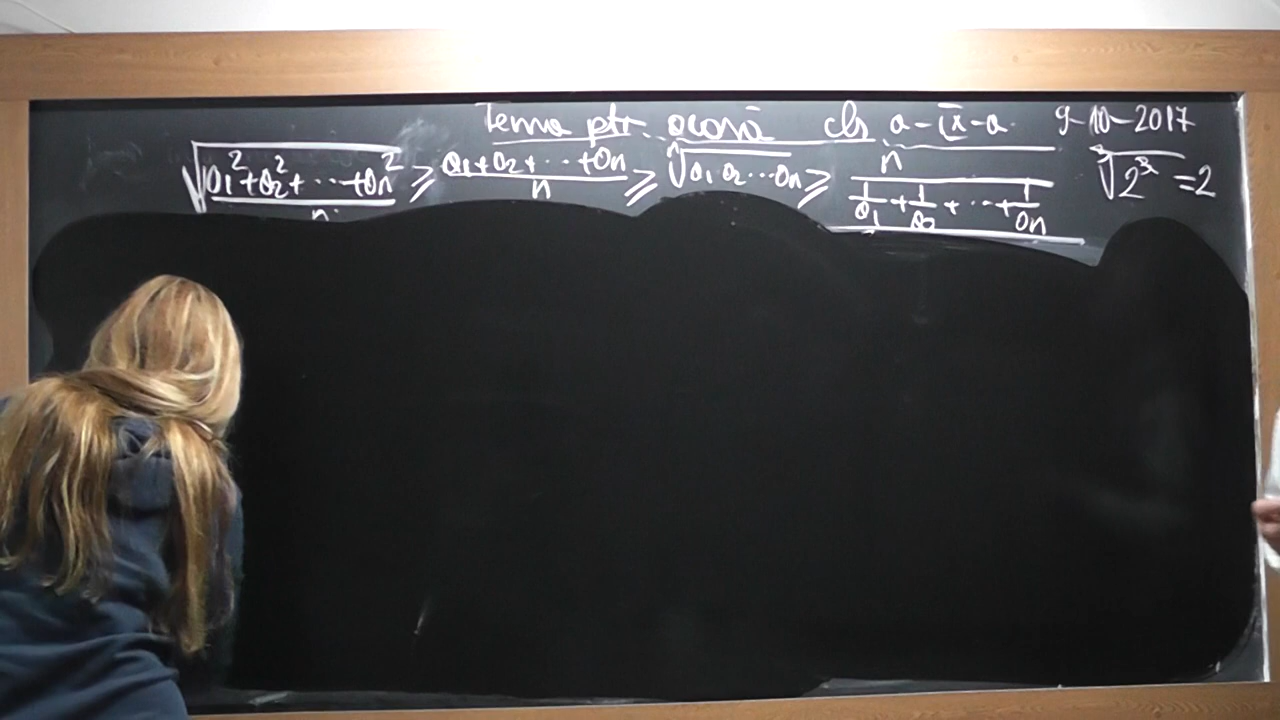 Tema ptr. acasă cls a-IX-a 9-10-2017
√((a₁²+a₂²+⋯+aₙ²)/n) ≥ (a₁+a₂+⋯+aₙ)/n ≥ ⁿ√(a₁a₂⋯aₙ) ≥ n/(1/a₁+1/a₂+⋯+1/aₙ) ³√(2³)=2